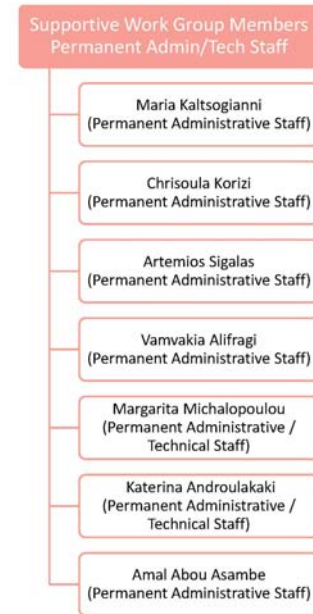 Supportive Work Group Members
Permanent Admin/Tech Staff
Maria Kaltsogianni
(Permanent Administrative Staff)
Chrisoula Korizi
(Permanent Administrative Staff)
Artemios Sigalas
(Permanent Administrative Staff)
Vamvakia Alifragi
(Permanent Administrative Staff)
Margarita Michalopoulou
(Permanent Administrative /
Technical Staff)
Katerina Androulakaki
(Permanent Administrative /
Technical Staff)
Amal Abou Asambe
(Permanent Administrative Staff)